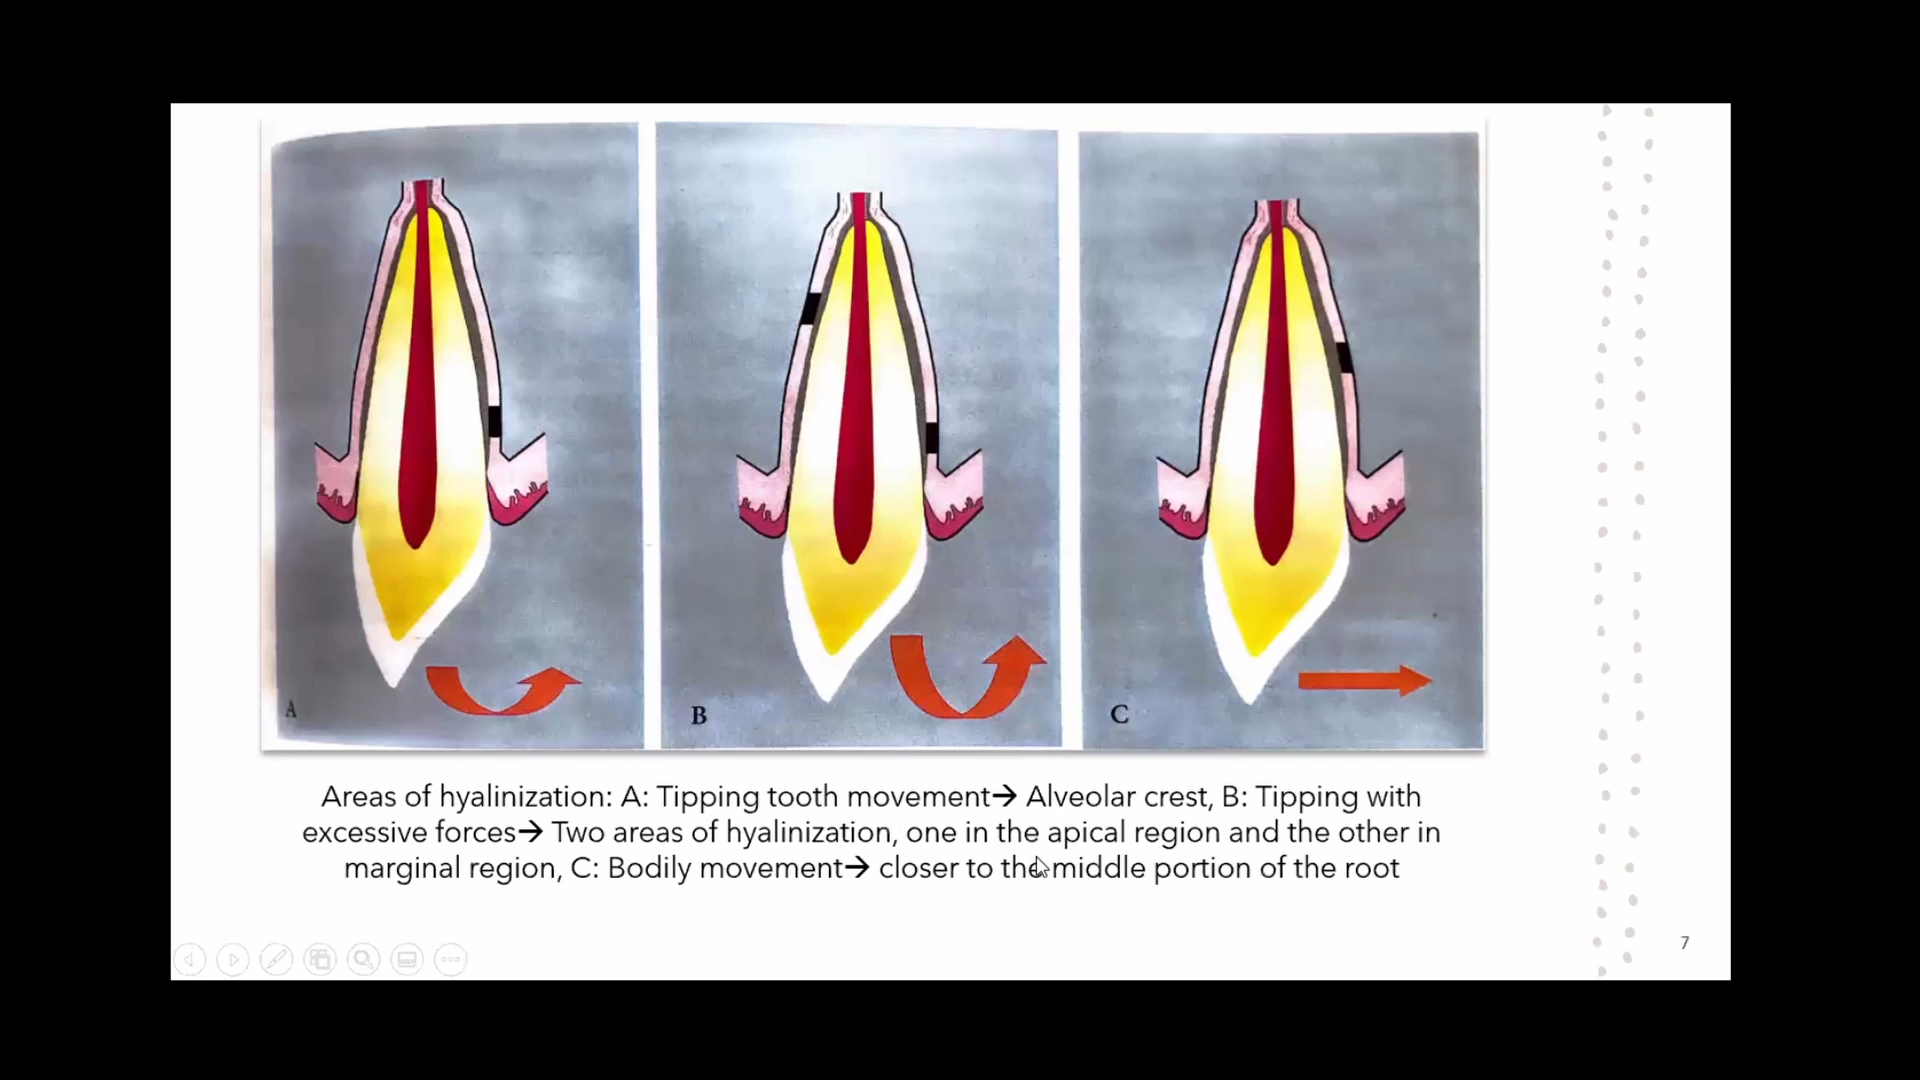 A
B
C
Areas of hyalinization: A: Tipping tooth movement→ Alveolar crest, B: Tipping with
excessive forces→ Two areas of hyalinization, one in the apical region and the other in
marginal region, C: Bodily movement→ closer to the middle portion of the root
7